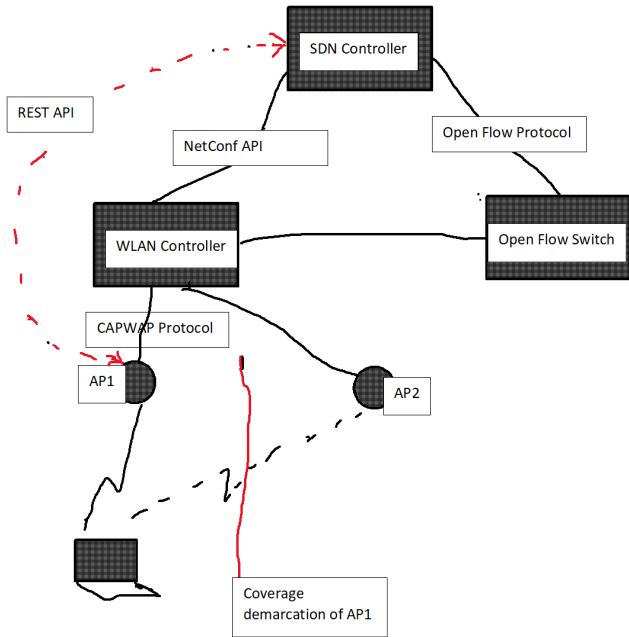 SDN Controller
REST API
NetConf API
Open Flow Protocol
WLAN Controller
Open Flow Switch
CAPWAP Protocol
AP1
AP2
Coverage
demarcation of AP1